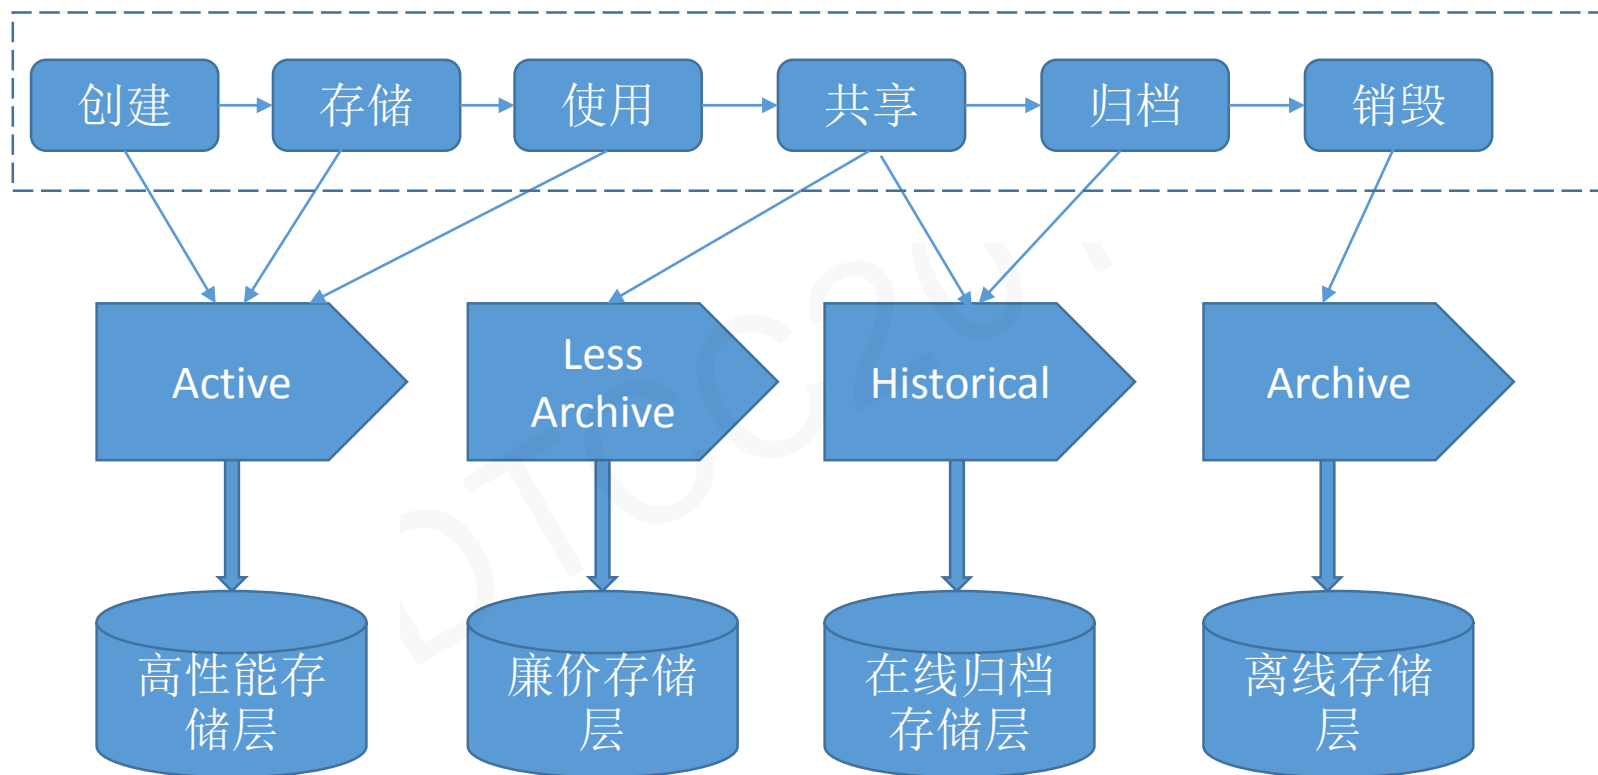 创建
存储
使用
共享
归档
销毁
Active
Less
Archive
Historical
Archive
高性能存
储层
廉价存储
层
在线归档
存储层
离线存储
层
DTCC20